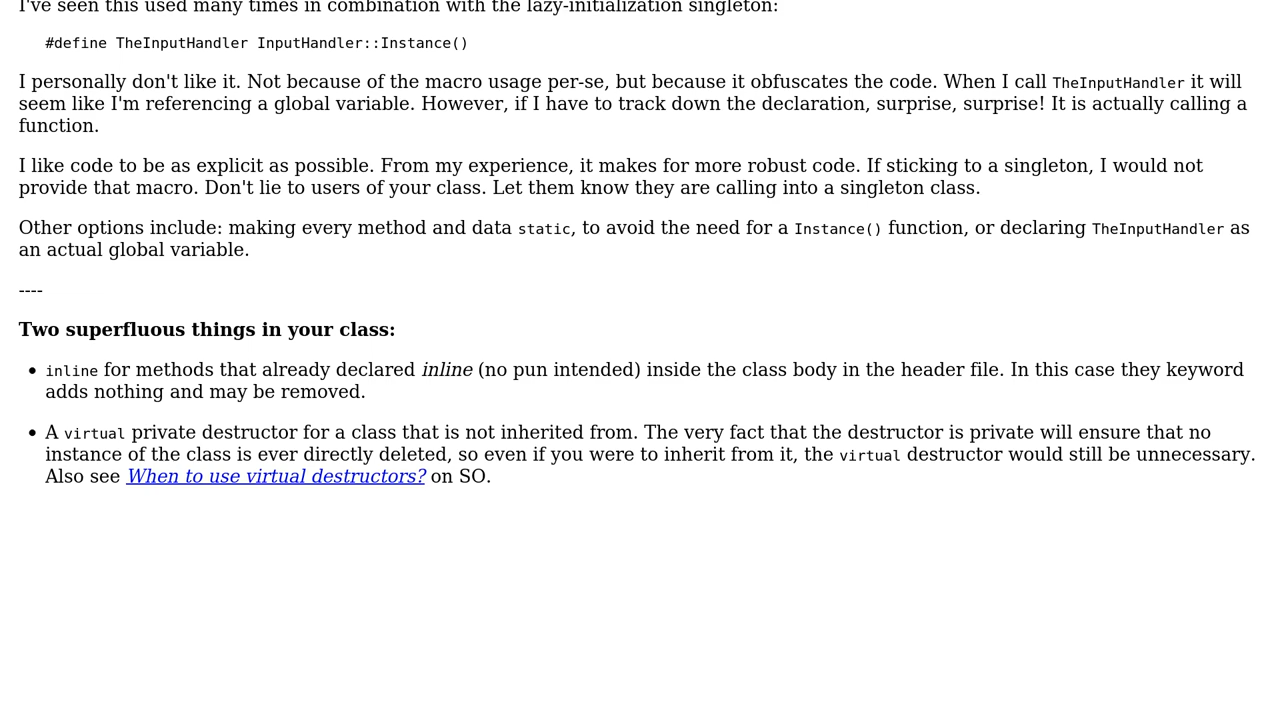 I've seen this used many times in combination with the lazy-initialization singleton:
#define TheInputHandler InputHandler::Instance()
I personally don't like it. Not because of the macro usage per-se, but because it obfuscates the code. When I call TheInputHandler it will
seem like I'm referencing a global variable. However, if I have to track down the declaration, surprise, surprise! It is actually calling a
function.
I like code to be as explicit as possible. From my experience, it makes for more robust code. If sticking to a singleton, I would not
provide that macro. Don't lie to users of your class. Let them know they are calling into a singleton class.
Other options include: making every method and data static, to avoid the need for a Instance() function, or declaring TheInputHandler as
an actual global variable.
----
Two superfluous things in your class:
• inline for methods that already declared inline (no pun intended) inside the class body in the header file. In this case they keyword
adds nothing and may be removed.
• A virtual private destructor for a class that is not inherited from. The very fact that the destructor is private will ensure that no
instance of the class is ever directly deleted, so even if you were to inherit from it, the virtual destructor would still be unnecessary.
Also see When to use virtual destructors? on SO.